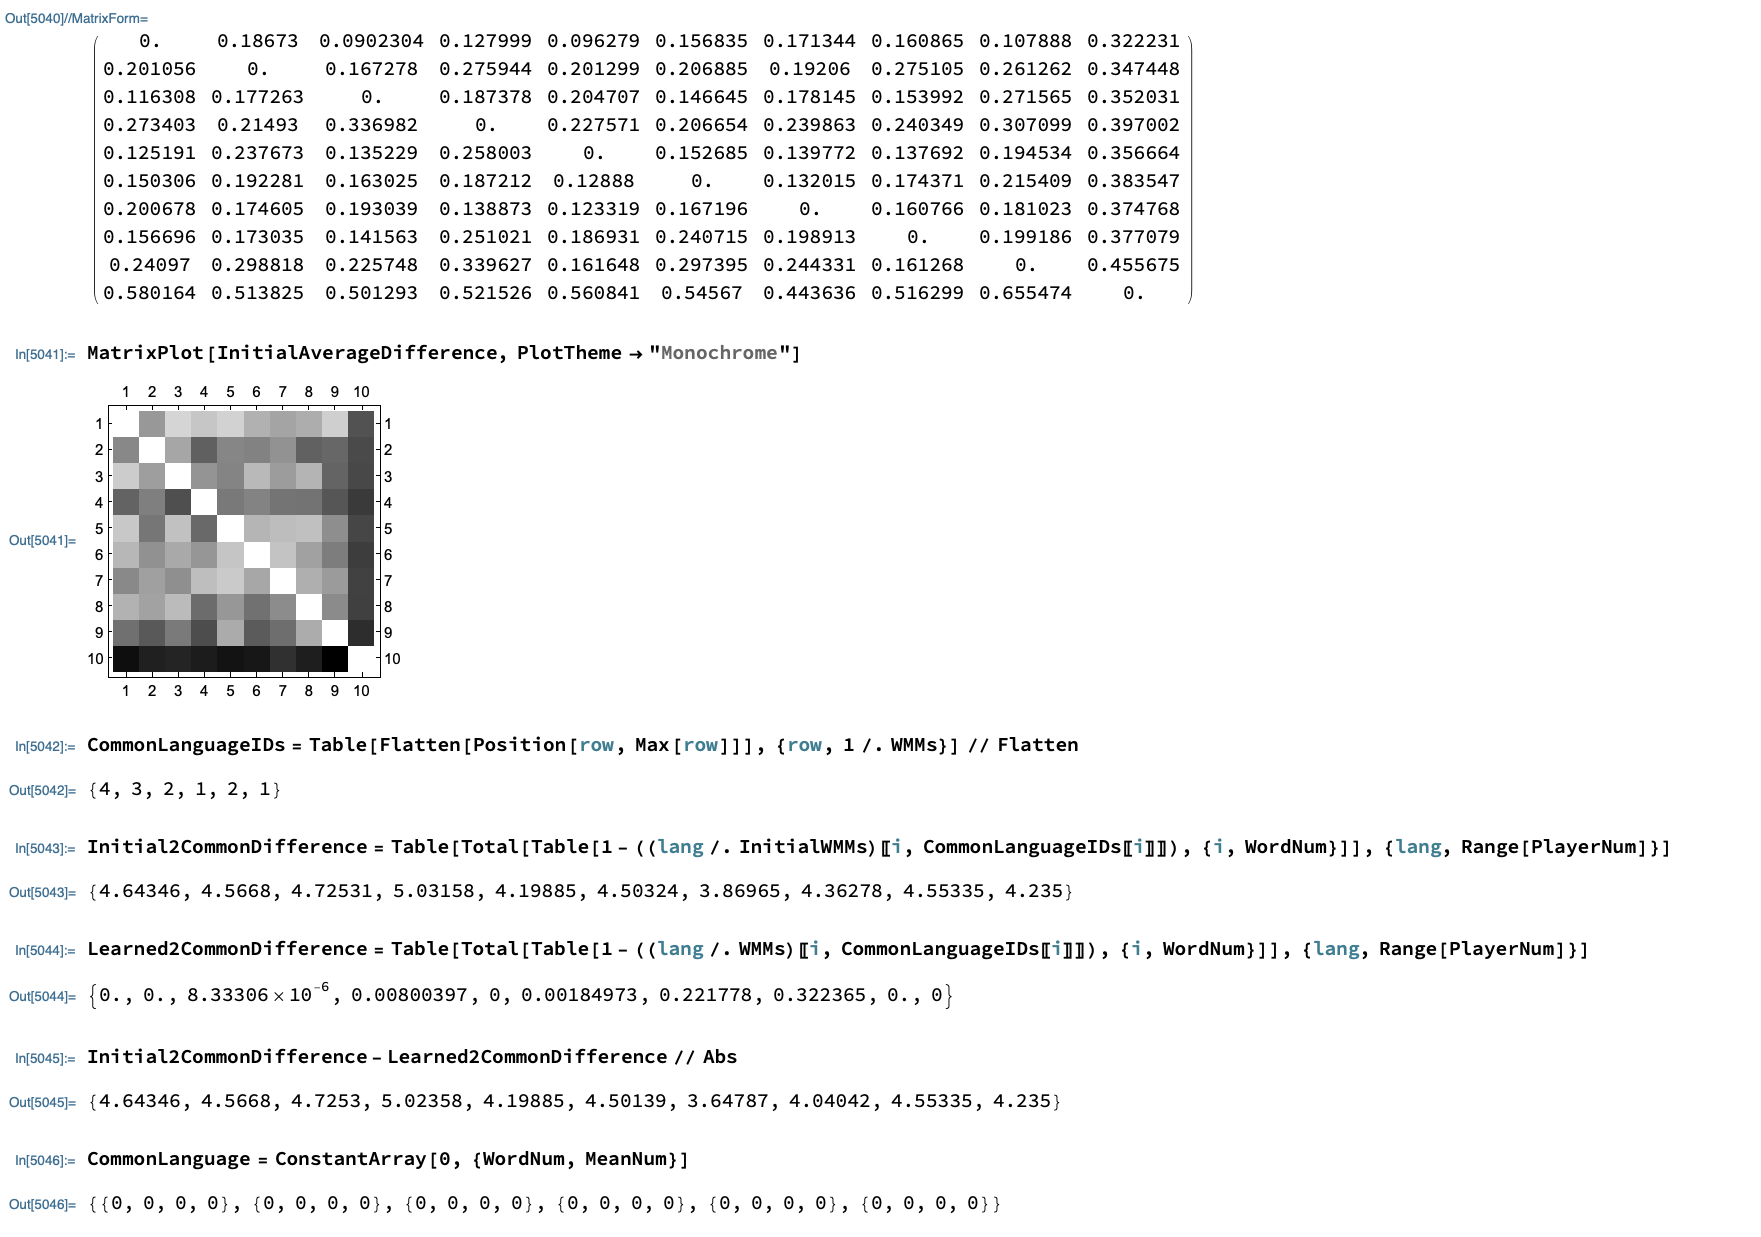 Out[5040]//MatrixForm=
0. 0.18673 0.0902304 0.127999 0.096279 0.156835 0.171344 0.160865 0.107888 0.322231
0.201056 0. 0.167278 0.275944 0.201299 0.206885 0.19206 0.275105 0.261262 0.347448
0.116308 0.177263 0. 0.187378 0.204707 0.146645 0.178145 0.153992 0.271565 0.352031
0.273403 0.21493 0.336982 0. 0.227571 0.206654 0.239863 0.240349 0.307099 0.397002
0.125191 0.237673 0.135229 0.258003 0. 0.152685 0.139772 0.137692 0.194534 0.356664
0.150306 0.192281 0.163025 0.187212 0.12888 0. 0.132015 0.174371 0.215409 0.383547
0.200678 0.174605 0.193039 0.138873 0.123319 0.167196 0. 0.160766 0.181023 0.374768
0.156696 0.173035 0.141563 0.251021 0.186931 0.240715 0.198913 0. 0.199186 0.377079
0.24097 0.298818 0.225748 0.339627 0.161648 0.297395 0.244331 0.161268 0. 0.455675
0.580164 0.513825 0.501293 0.521526 0.560841 0.54567 0.443636 0.516299 0.655474 0.
In[5041]:= MatrixPlot[InitialAverageDifference, PlotTheme → "Monochrome"]
1 2 3 4 5 6 7 8 9 10
1 1
2 2
3 3
4 4
Out[5041]= 5 5
6 6
7 7
8 8
9 9
10 10
1 2 3 4 5 6 7 8 9 10
In[5042]:= CommonLanguageIDs = Table[Flatten[Position[row, Max[row]]], {row, 1 /. WMMs}] // Flatten
Out[5042]= {4, 3, 2, 1, 2, 1}
In[5043]:= Initial2CommonDifference = Table[Total[Table[1 - ((lang /. InitialWMMs)〚i, CommonLanguageIDs〚i〛〛), {i, WordNum}]], {lang, Range[PlayerNum]}]
Out[5043]= {4.64346, 4.5668, 4.72531, 5.03158, 4.19885, 4.50324, 3.86965, 4.36278, 4.55335, 4.235}
In[5044]:= Learned2CommonDifference = Table[Total[Table[1 - ((lang /. WMMs)〚i, CommonLanguageIDs〚i〛〛), {i, WordNum}]], {lang, Range[PlayerNum]}]
Out[5044]= {0., 0., 8.33306 × 10⁻⁶, 0.00800397, 0, 0.00184973, 0.221778, 0.322365, 0., 0}
In[5045]:= Initial2CommonDifference - Learned2CommonDifference // Abs
Out[5045]= {4.64346, 4.5668, 4.7253, 5.02358, 4.19885, 4.50139, 3.64787, 4.04042, 4.55335, 4.235}
In[5046]:= CommonLanguage = ConstantArray[0, {WordNum, MeanNum}]
Out[5046]= {{0, 0, 0, 0}, {0, 0, 0, 0}, {0, 0, 0, 0}, {0, 0, 0, 0}, {0, 0, 0, 0}, {0, 0, 0, 0}}